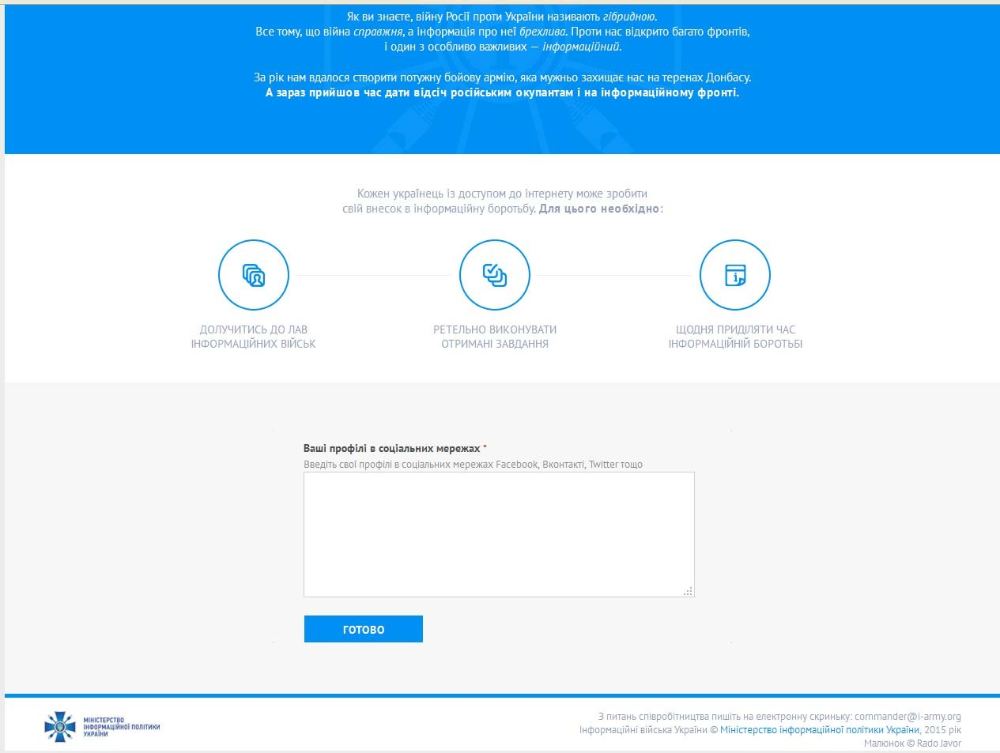 Як ви знаєте, війну Росії проти України називають гібридною.
Все тому, що війна справжня, а інформація про неї брехлива. Проти нас відкрито багато фронтів,
і один з особливо важливих — інформаційний.
За рік нам вдалося створити потужну бойову армію, яка мужньо захищає нас на теренах Донбасу.
А зараз прийшов час дати відсіч російським окупантам і на інформаційному фронті.
Кожен українець із доступом до інтернету може зробити
свій внесок в інформаційну боротьбу. Для цього необхідно:
ДОЛУЧИТИСЬ ДО ЛАВ
ІНФОРМАЦІЙНИХ ВІЙСЬК
РЕТЕЛЬНО ВИКОНУВАТИ
ОТРИМАНІ ЗАВДАННЯ
ЩОДНЯ ПРИДІЛЯТИ ЧАС
ІНФОРМАЦІЙНІЙ БОРОТЬБІ
Ваші профілі в соціальних мережах *
Введіть свої профілі в соціальних мережах Facebook, Вконтакті, Twitter тощо
ГОТОВО
МІНІСТЕРСТВО
ІНФОРМАЦІЙНОЇ ПОЛІТИКИ
УКРАЇНИ
З питань співробітництва пишіть на електронну скриньку: commander@i-army.org
Інформаційні війська України © Міністерство інформаційної політики України, 2015 рік
Малюнок © Rado Javor